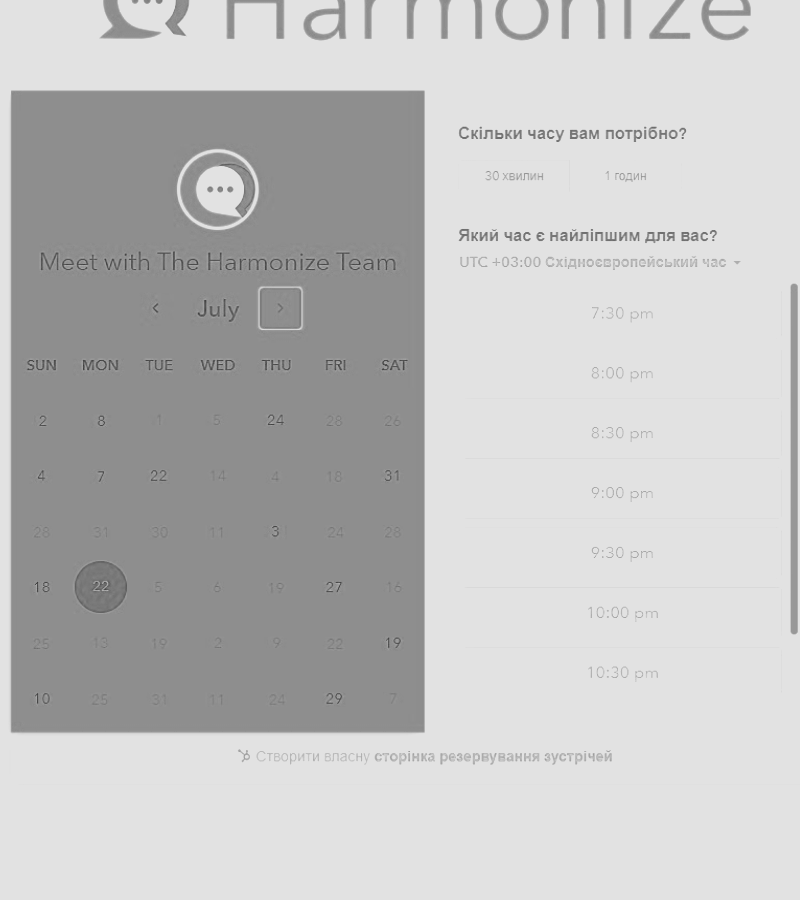 Harmonize
Meet with The Harmonize Team
July
SUN MON TUE WED THU FRI SAT
2 8 1 5 24 28 26
4 7 22 14 4 18 31
28 31 30 11 3 24 28
18 22 5 6 19 27 16
25 13 19 2 9 22 19
10 25 31 11 24 29 7
Скільки часу вам потрібно?
30 хвилин 1 годин
Який час є найліпшим для вас?
UTC +03:00 Східноєвропейський час
7:30 pm
8:00 pm
8:30 pm
9:00 pm
9:30 pm
10:00 pm
10:30 pm
Створити власну сторінка резервування зустрічей